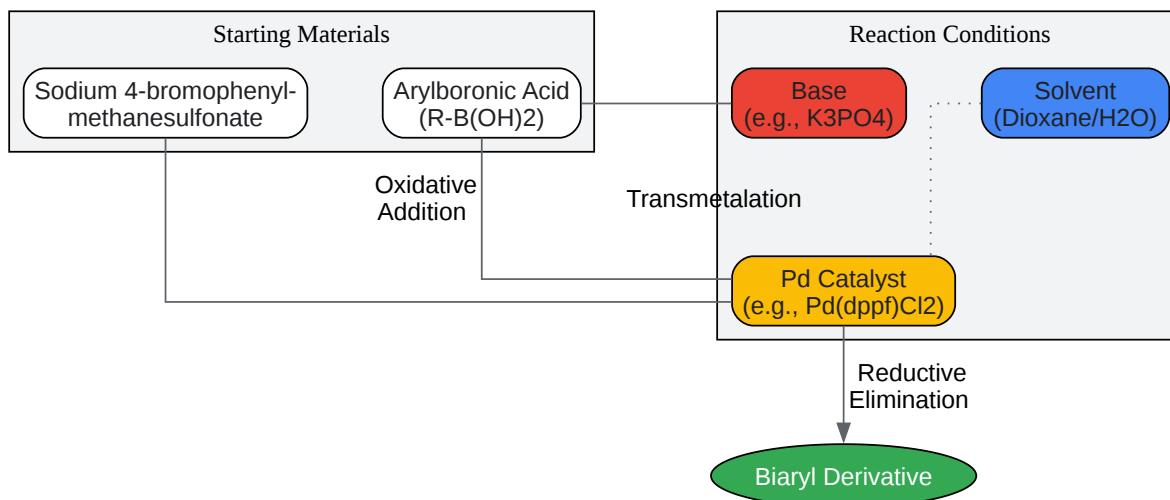 Starting Materials
Sodium 4-bromophenyl-
methanesulfonate
Arylboronic Acid
(R-B(OH)2)
Reaction Conditions
Base
(e.g., K3PO4)
Solvent
(Dioxane/H2O)
Oxidative
Addition
Transmetalation
Pd Catalyst
(e.g., Pd(dppf)Cl2)
Reductive
Elimination
Biaryl Derivative